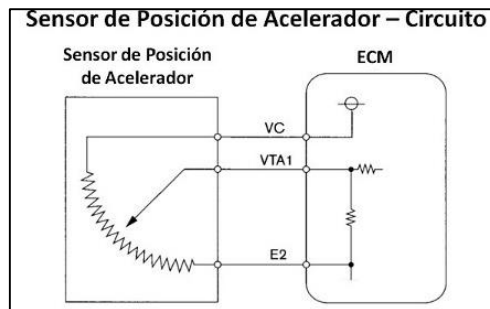 Sensor de Posición de Acelerador – Circuito
Sensor de Posición
de Acelerador
ECM
VC
VTA1
E2